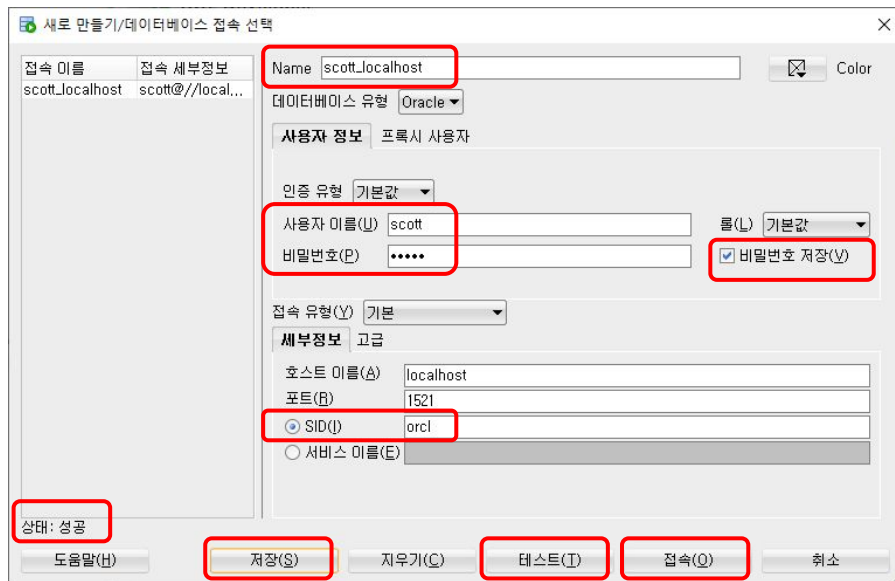 새로 만들기/데이터베이스 접속 선택
접속 이름 접속 세부정보
scott_localhost scott@//local...
Name scott_localhost Color
데이터베이스 유형 Oracle
사용자 정보 프록시 사용자
인증 유형 기본값
사용자 이름(U) scott 롤(L) 기본값
비밀번호(P) ••••• 비밀번호 저장(V)
접속 유형(Y) 기본
세부정보 고급
호스트 이름(A) localhost
포트(R) 1521
SID(I) orcl
서비스 이름(E)
상태: 성공
도움말(H) 저장(S) 지우기(C) 테스트(T) 접속(O) 취소